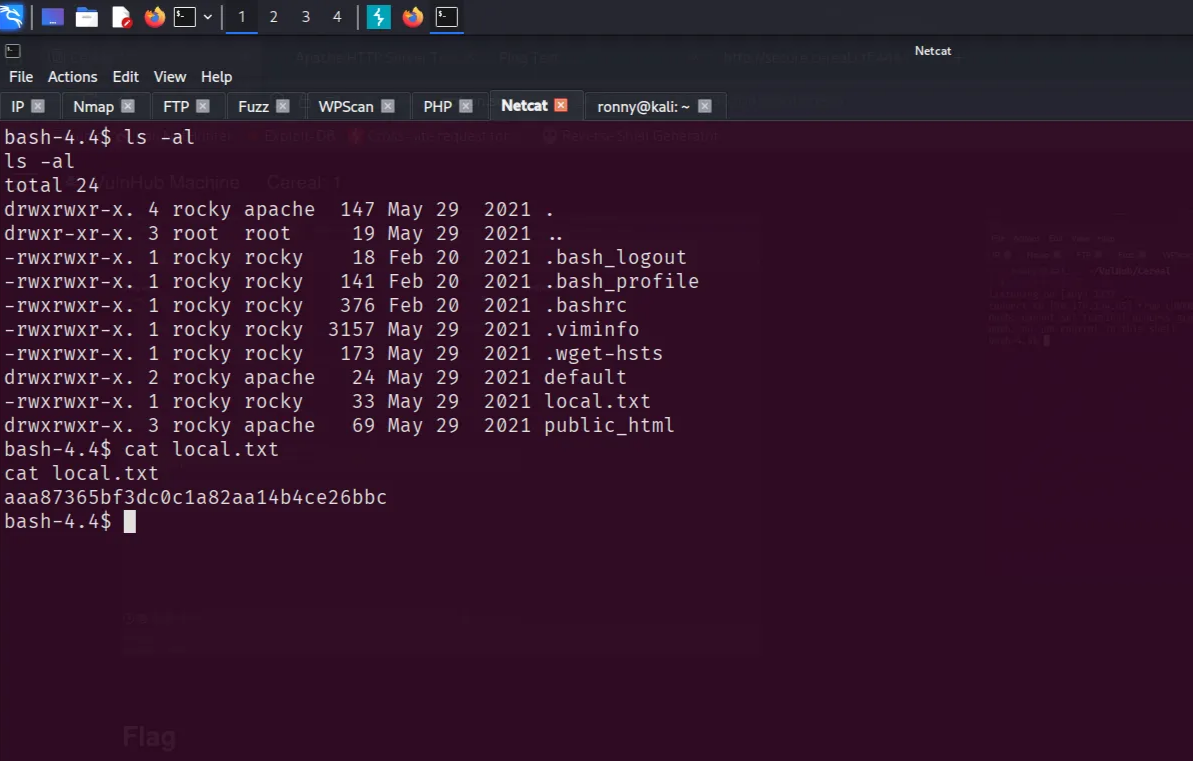 1 2 3 4
Netcat
File Actions Edit View Help
IP Nmap FTP Fuzz WPScan PHP Netcat ronny@kali: ~
bash-4.4$ ls -al
ls -al
total 24
drwxrwxr-x. 4 rocky apache  147 May 29  2021 .
drwxr-xr-x. 3 root  root     19 May 29  2021 ..
-rwxrwxr-x. 1 rocky rocky    18 Feb 20  2021 .bash_logout
-rwxrwxr-x. 1 rocky rocky   141 Feb 20  2021 .bash_profile
-rwxrwxr-x. 1 rocky rocky   376 Feb 20  2021 .bashrc
-rwxrwxr-x. 1 rocky rocky  3157 May 29  2021 .viminfo
-rwxrwxr-x. 1 rocky rocky   173 May 29  2021 .wget-hsts
drwxrwxr-x. 2 rocky apache   24 May 29  2021 default
-rwxrwxr-x. 1 rocky rocky    33 May 29  2021 local.txt
drwxrwxr-x. 3 rocky apache   69 May 29  2021 public_html
bash-4.4$ cat local.txt
cat local.txt
aaa87365bf3dc0c1a82aa14b4ce26bbc
bash-4.4$
Flag